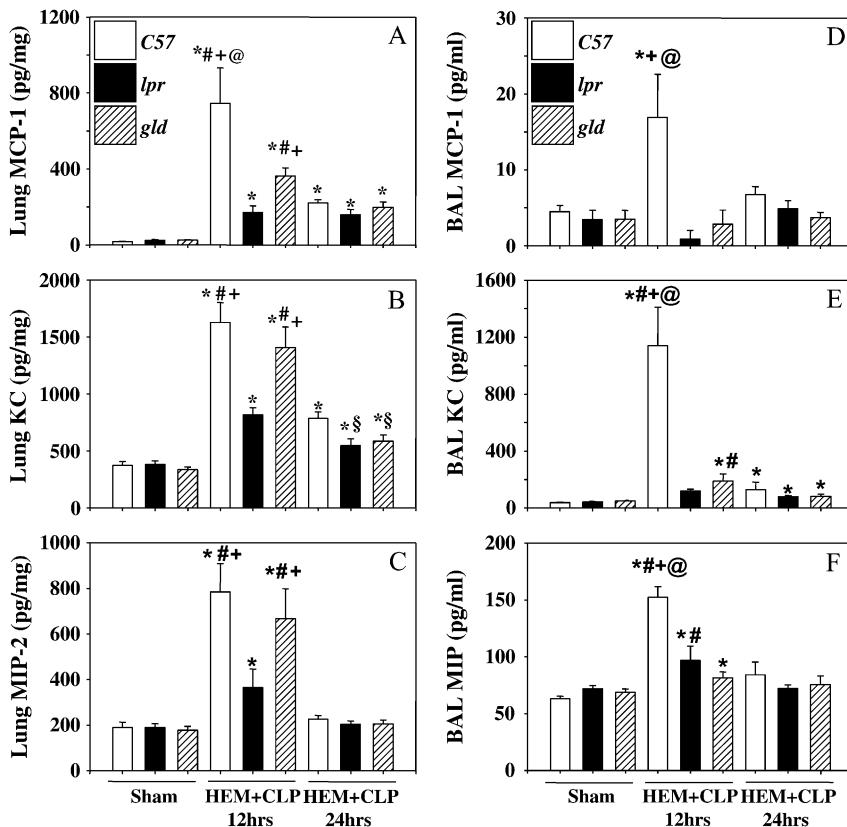 A
Lung MCP-1 (pg/mg)
1200
800
400
0
C57
lpr
gld
*#+@
*
*#+
*
*
*
D
BAL MCP-1 (pg/ml)
30
20
10
5
0
C57
lpr
gld
*+@
B
Lung KC (pg/mg)
2000
1500
1000
500
0
*#+
*
*#+
*
*§
*§
E
BAL KC (pg/ml)
1600
1200
800
400
0
*#+@
*#
*
*
*
C
Lung MIP-2 (pg/mg)
1000
800
600
400
200
0
*#+
*
*#+
F
BAL MIP (pg/ml)
200
150
100
50
0
*#+@
*#
*
Sham
HEM+CLP HEM+CLP
12hrs 24hrs
Sham
HEM+CLP HEM+CLP
12hrs 24hrs